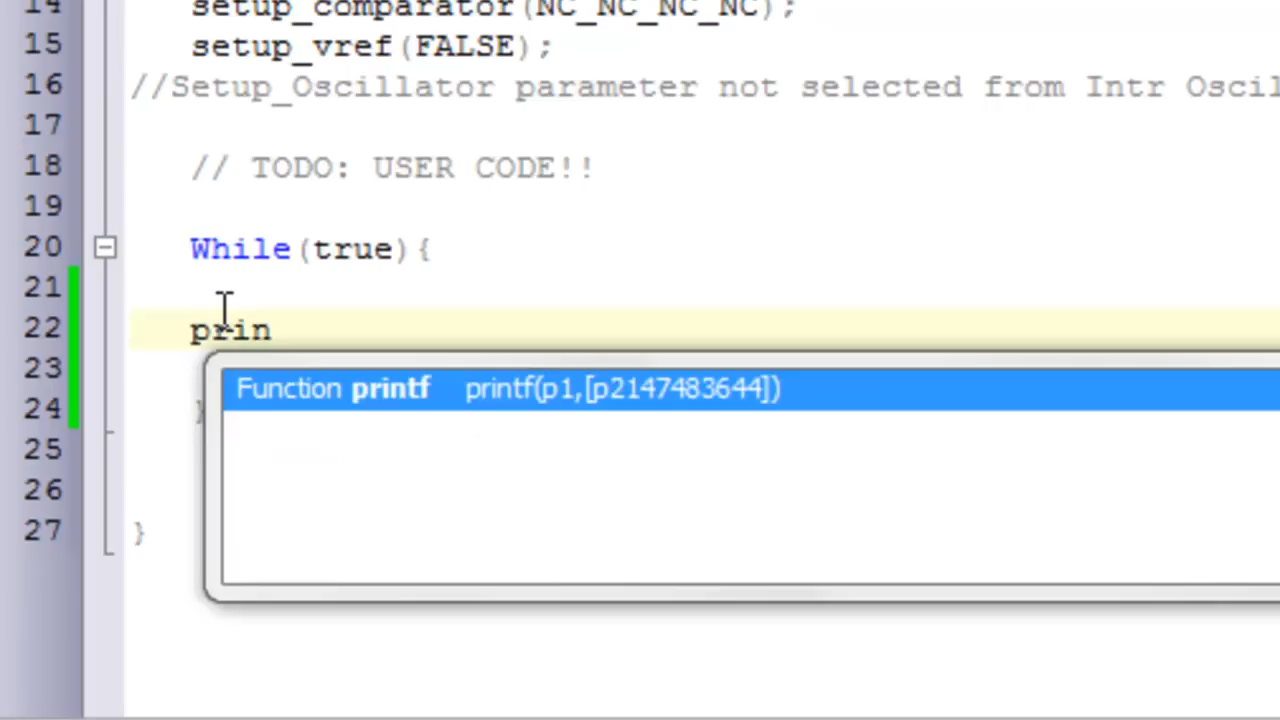 14 setup_comparator(NC_NC_NC_NC);
15 setup_vref(FALSE);
16 //Setup_Oscillator parameter not selected from Intr Oscil
17
18 // TODO: USER CODE!!
19
20 While(true){
21
22 prin
23 Function printf printf(p1,[p2147483644])
24 }
25
26
27 }